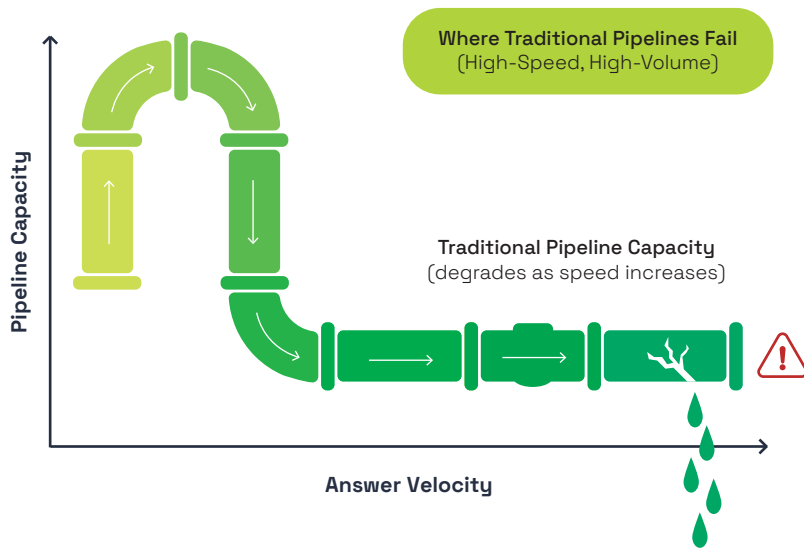 Where Traditional Pipelines Fail
(High-Speed, High-Volume)
Pipeline Capacity
Traditional Pipeline Capacity
(degrades as speed increases)
!
Answer Velocity